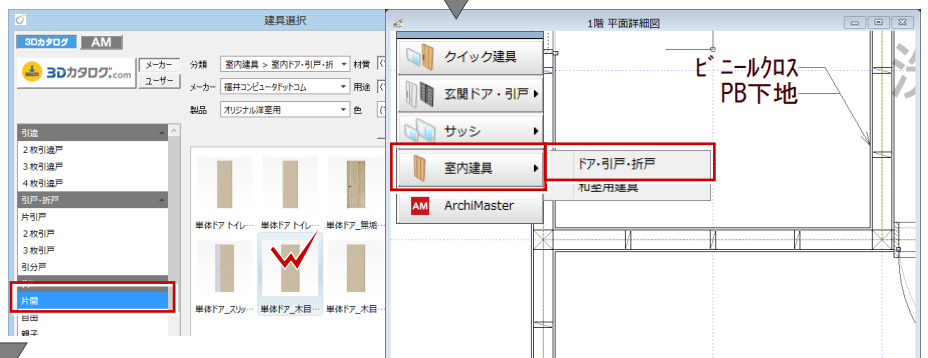 建具選択
3Dカタログ
AM
3Dカタログ.com
メーカー
ユーザー
分類
室内建具 > 室内ドア・引戸・折
材質
メーカー
福井コンピュータドットコム
用途
製品
オリジナル洋室用
色
引違
2枚引違戸
3枚引違戸
4枚引違戸
引戸・折戸
片引戸
2枚引戸
3枚引戸
引分戸
片開
自由
親子
単体ドア トイレ…
単体ドア トイレ…
単体ドア_無垢…
単体ドア_スリッ…
単体ドア_木目…
単体ドア_木目…
1階 平面詳細図
クイック建具
玄関ドア・引戸
サッシ
室内建具
AM ArchiMaster
ドア・引戸・折戸
和室用建具
ビニールクロス
PB下地